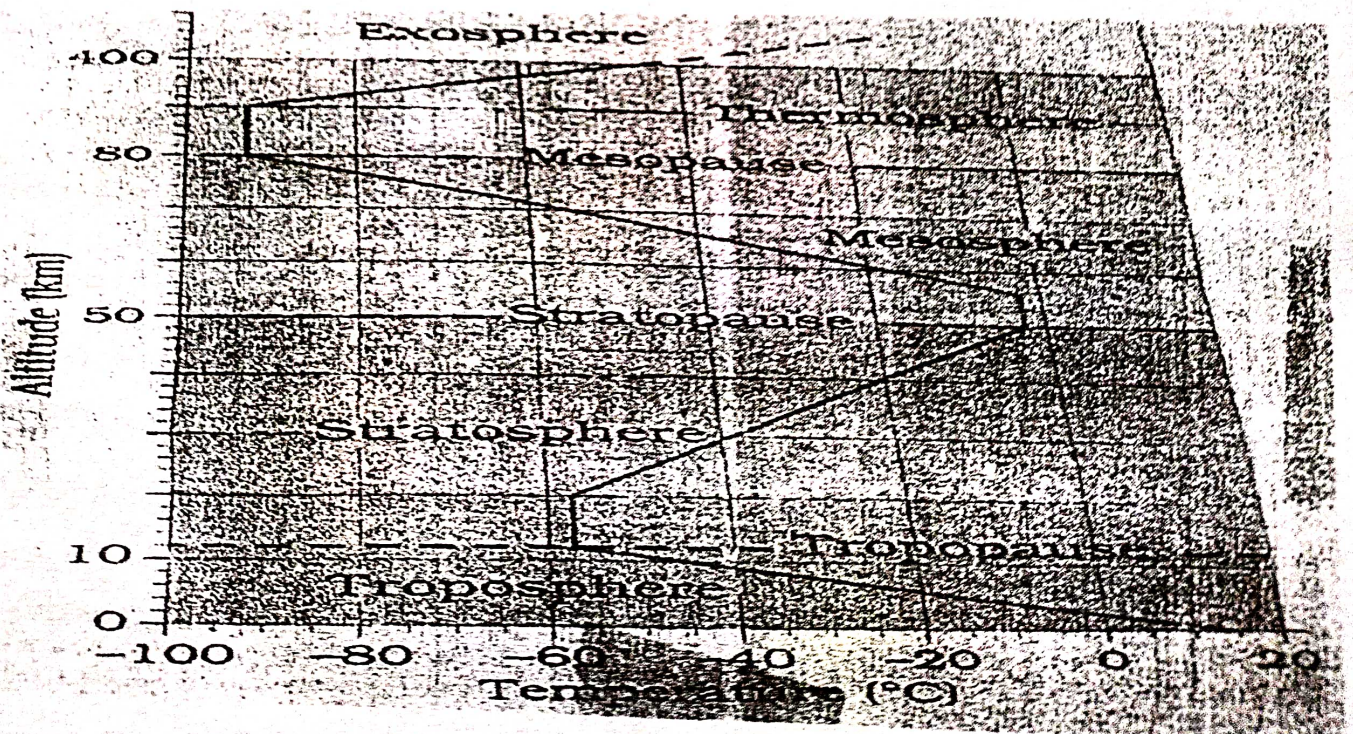 Exosphere
100
Thermosphere
80
Mesopause
Mesosphere
Altitude [km]
50
Stratopause
Stratosphere
10
Tropopause
Troposphere
0
-100 -80 -60 -40 -20 0 20
Temperature (°C)